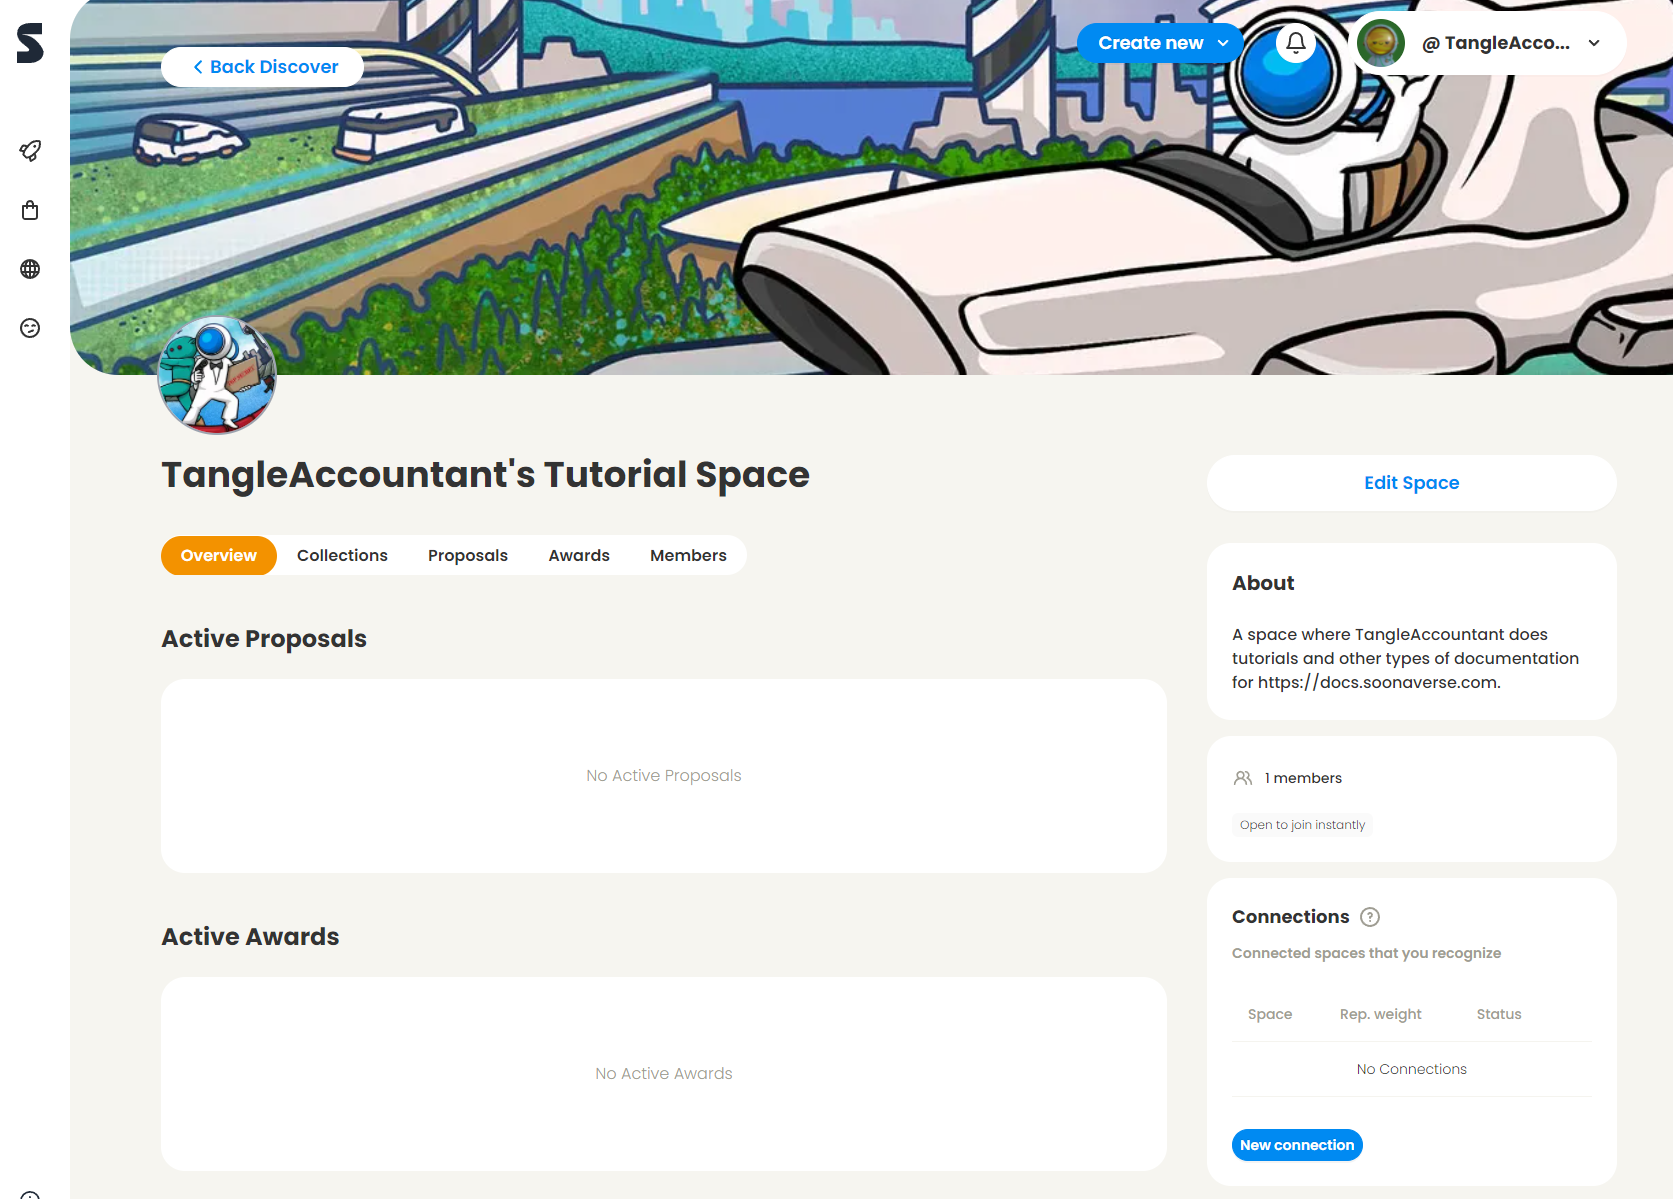 Back Discover
Create new
@ TangleAcco...
TangleAccountant's Tutorial Space
Edit Space
Overview Collections Proposals Awards Members
About
A space where TangleAccountant does
tutorials and other types of documentation
for https://docs.soonaverse.com.
Active Proposals
No Active Proposals
1 members
Open to join instantly
Active Awards
No Active Awards
Connections
Connected spaces that you recognize
Space Rep. weight Status
No Connections
New connection